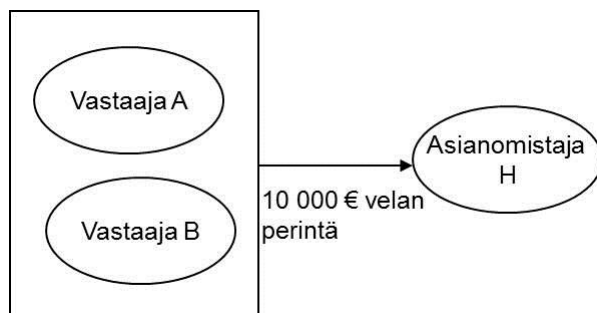 Vastaaja A
Vastaaja B
10 000 € velan
perintä
Asianomistaja
H